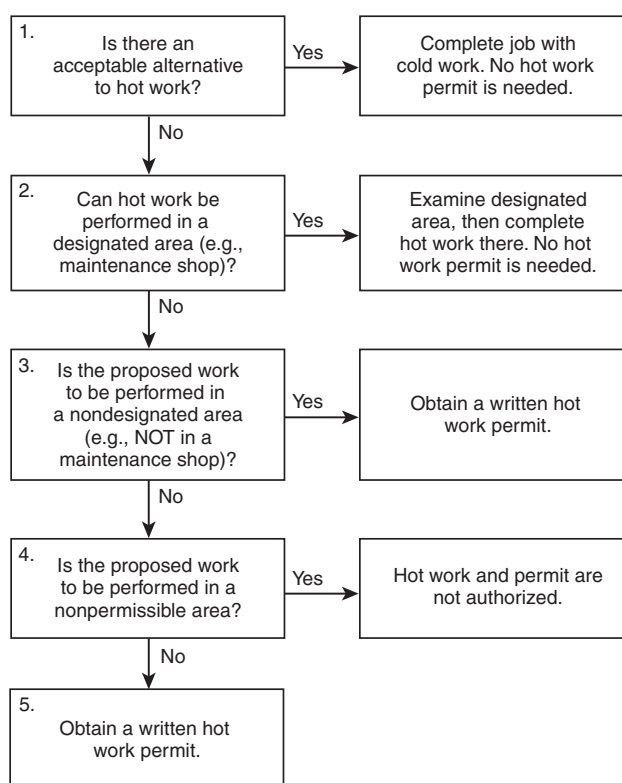 1.
Is there an
acceptable alternative
to hot work?
Yes
Complete job with
cold work. No hot work
permit is needed.
No
2.
Can hot work be
performed in a
designated area (e.g.,
maintenance shop)?
Yes
Examine designated
area, then complete
hot work there. No hot
work permit is needed.
No
3.
Is the proposed work
to be performed in
a nondesignated area
(e.g., NOT in a
maintenance shop)?
Yes
Obtain a written hot
work permit.
No
4.
Is the proposed work
to be performed in a
nonpermissible area?
Yes
Hot work and permit are
not authorized.
No
5.
Obtain a written hot
work permit.